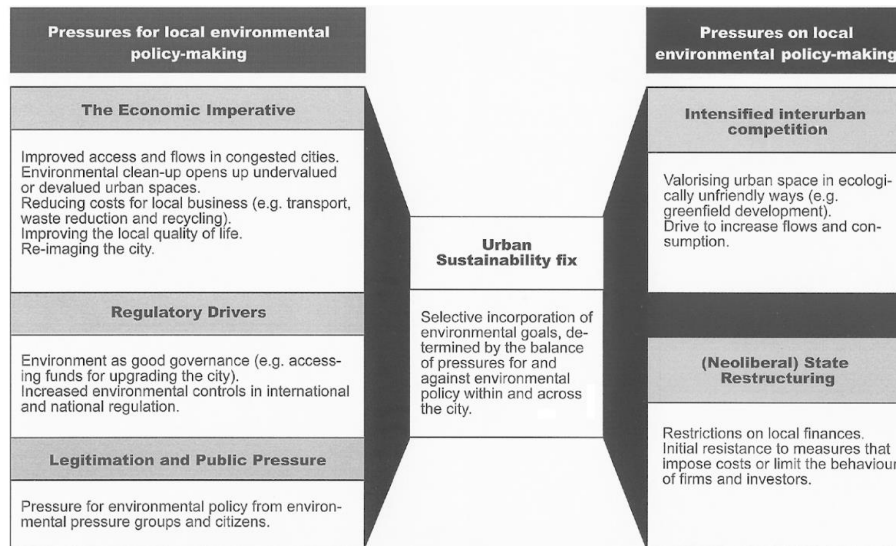 Pressures for local environmental
policy-making
The Economic Imperative
Improved access and flows in congested cities.
Environmental clean-up opens up undervalued
or devalued urban spaces.
Reducing costs for local business (e.g. transport,
waste reduction and recycling).
Improving the local quality of life.
Re-imaging the city.
Regulatory Drivers
Environment as good governance (e.g. access-
ing funds for upgrading the city).
Increased environmental controls in international
and national regulation.
Legitimation and Public Pressure
Pressure for environmental policy from environ-
mental pressure groups and citizens.
Urban
Sustainability fix
Selective incorporation of
environmental goals, de-
termined by the balance
of pressures for and
against environmental
policy within and across
the city.
Pressures on local
environmental policy-making
Intensified interurban
competition
Valorising urban space in ecologi-
cally unfriendly ways (e.g.
greenfield development).
Drive to increase flows and con-
sumption.
(Neoliberal) State
Restructuring
Restrictions on local finances.
Initial resistance to measures that
impose costs or limit the behaviour
of firms and investors.